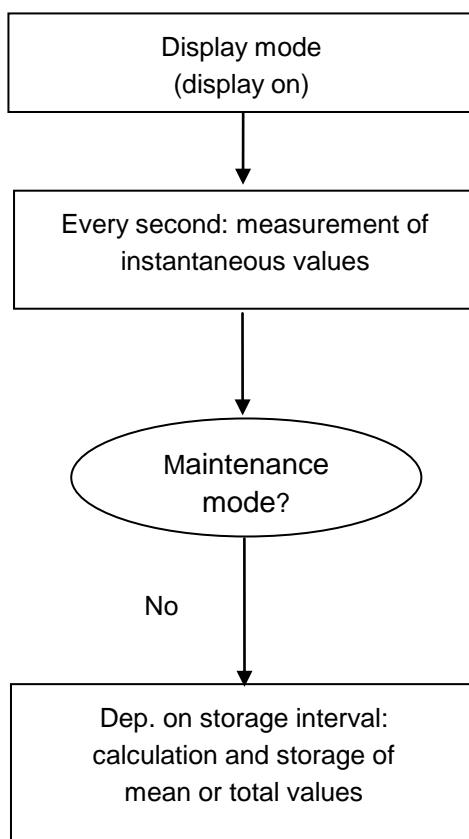 Display mode
(display on)
Every second: measurement of
instantaneous values
Maintenance
mode?
No
Dep. on storage interval:
calculation and storage of
mean or total values